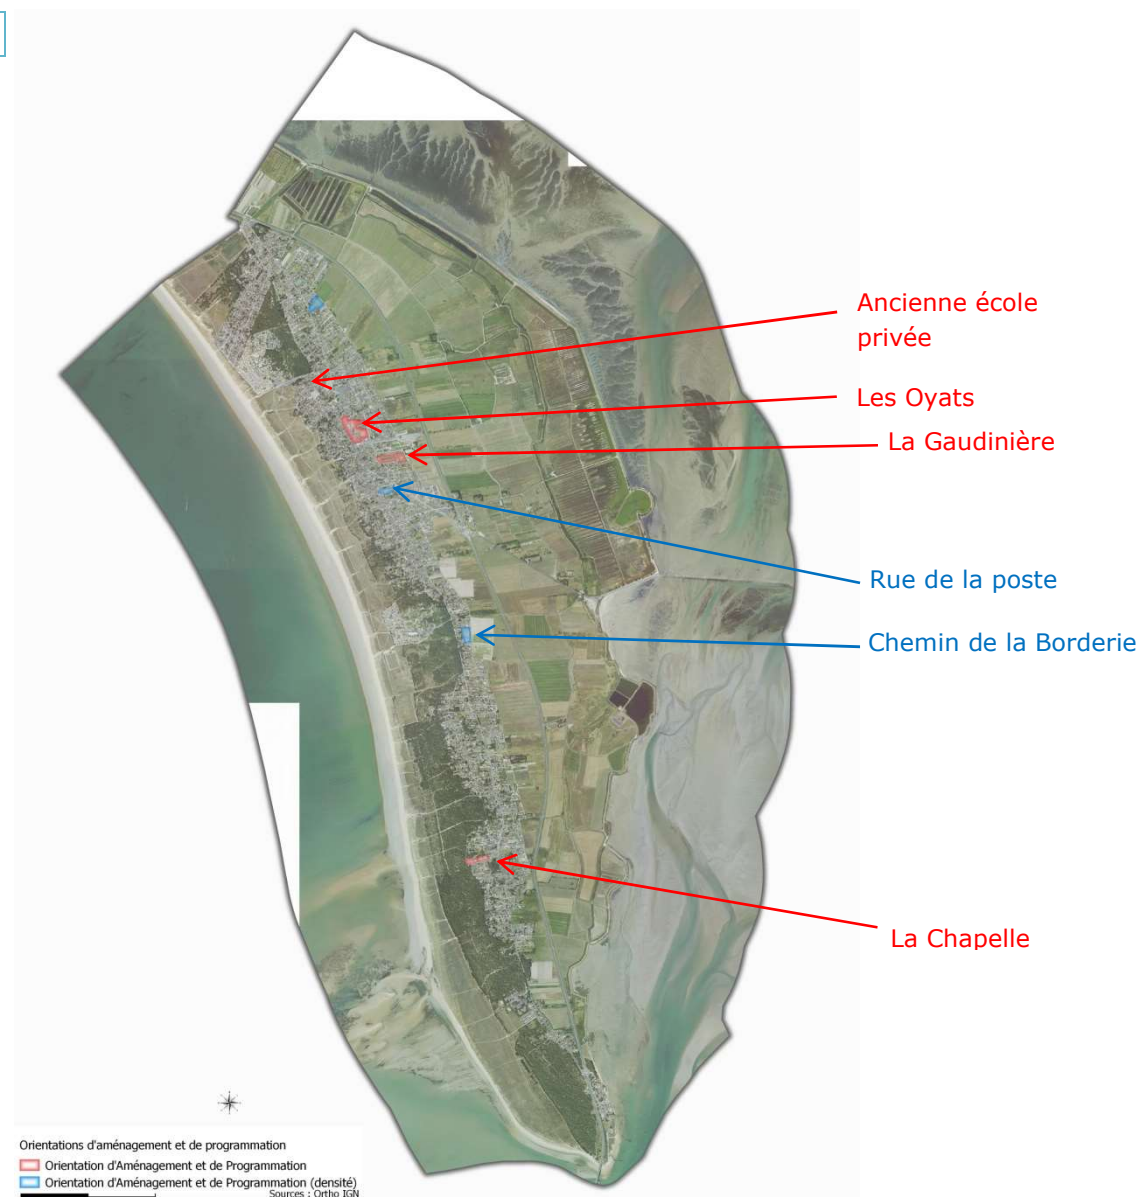 Ancienne école
privée
Les Oyats
La Gaudinière
Rue de la poste
Chemin de la Borderie
La Chapelle
Orientations d'aménagement et de programmation
Orientation d'Aménagement et de Programmation
Orientation d'Aménagement et de Programmation (densité)
Sources : Ortho IGN